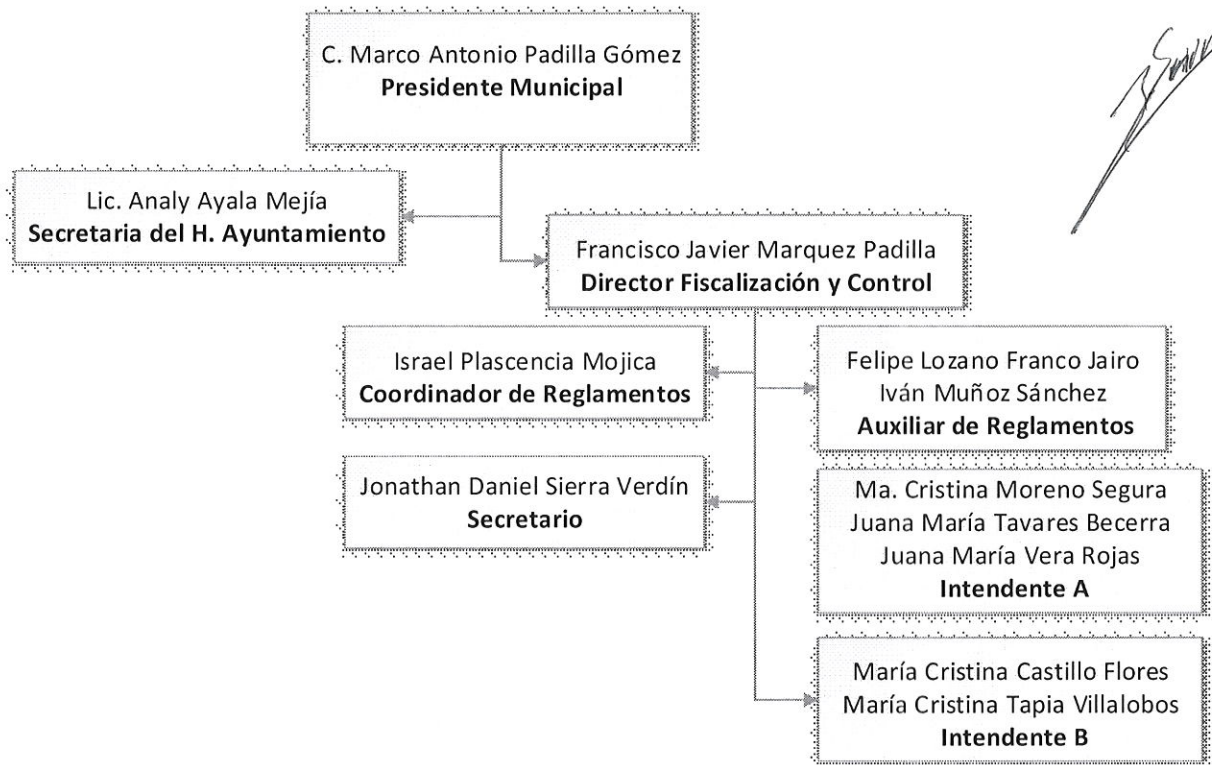 C. Marco Antonio Padilla Gómez
Presidente Municipal
Lic. Analy Ayala Mejía
Secretaria del H. Ayuntamiento
Francisco Javier Marquez Padilla
Director Fiscalización y Control
Israel Plascencia Mojica
Coordinador de Reglamentos
Felipe Lozano Franco Jairo
Iván Muñoz Sánchez
Auxiliar de Reglamentos
Jonathan Daniel Sierra Verdín
Secretario
Ma. Cristina Moreno Segura
Juana María Tavares Becerra
Juana María Vera Rojas
Intendente A
María Cristina Castillo Flores
María Cristina Tapia Villalobos
Intendente B